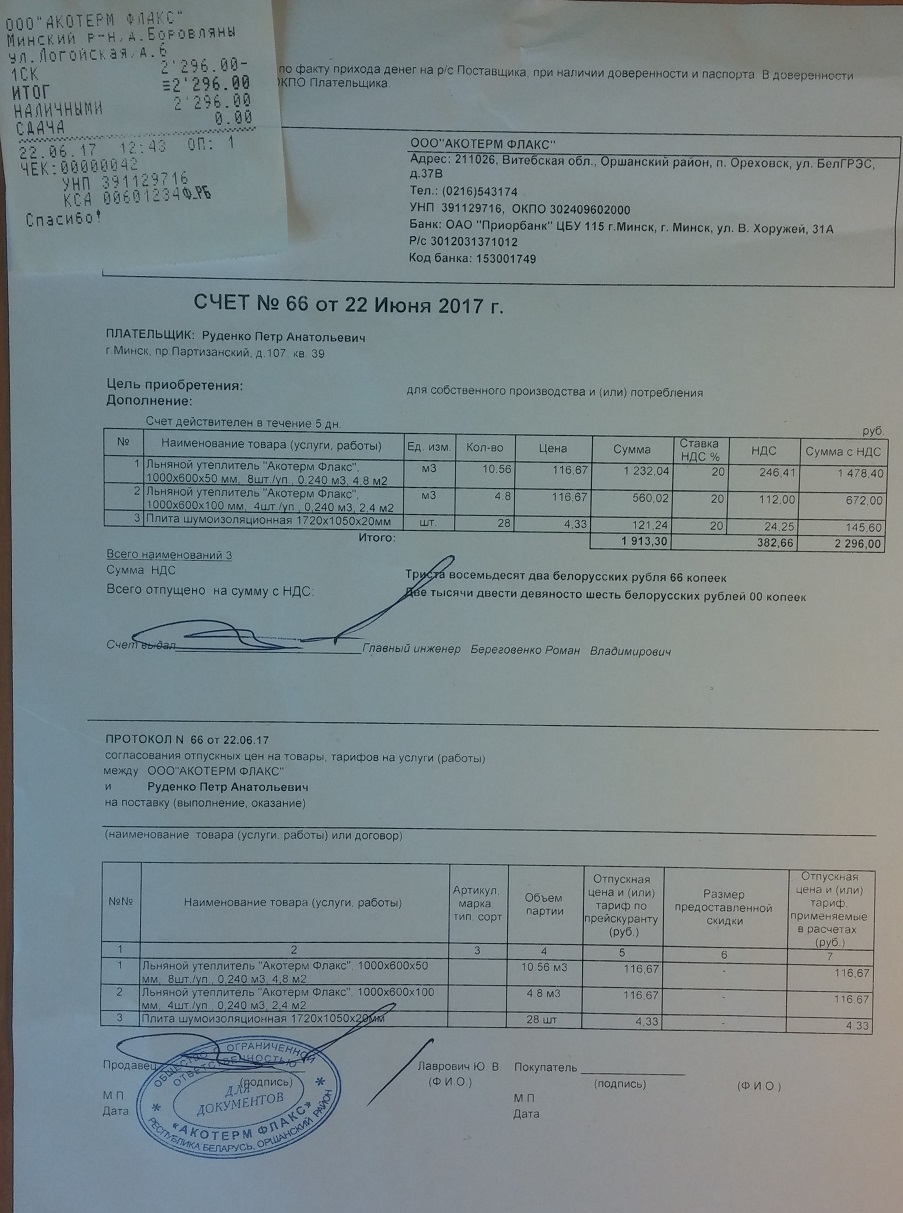 ООО"АКОТЕРМ ФЛАКС"
Минский р-н,д.Боровляны
ул.Логойская,д.6
1СК 2'296.00-
ИТОГ =2'296.00
НАЛИЧНЫМИ 2'296.00
СДАЧА 0.00
22.06.17 12:43 ОП: 1
ЧЕК:00000042
УНП 391129716
КСА 00601234Ф.РБ
Спасибо!
по факту прихода денег на р/с Поставщика, при наличии доверенности и паспорта. В доверенности
ОКПО Плательщика
ООО"АКОТЕРМ ФЛАКС"
Адрес: 211026, Витебская обл., Оршанский район, п. Ореховск, ул. БелГРЭС,
д.37В
Тел.: (0216)543174
УНП 391129716, ОКПО 302409602000
Банк: ОАО "Приорбанк" ЦБУ 115 г.Минск, г. Минск, ул. В. Хоружей, 31А
Р/с 3012031371012
Код банка: 153001749
СЧЕТ № 66 от 22 Июня 2017 г.
ПЛАТЕЛЬЩИК: Руденко Петр Анатольевич
г.Минск, пр.Партизанский, д.107. кв. 39
Цель приобретения: для собственного производства и (или) потребления
Дополнение:
Счет действителен в течение 5 дн.
руб.
№ Наименование товара (услуги, работы) Ед. изм. Кол-во Цена Сумма Ставка НДС % НДС Сумма с НДС
1 Льняной утеплитель "Акотерм Флакс", 1000х600х50 мм, 8шт./уп., 0,240 м3, 4,8 м2 м3 10.56 116,67 1 232,04 20 246,41 1 478,40
2 Льняной утеплитель "Акотерм Флакс", 1000х600х100 мм, 4шт./уп., 0,240 м3, 2,4 м2 м3 4.8 116,67 560,02 20 112,00 672,00
3 Плита шумоизоляционная 1720х1050х20мм шт. 28 4,33 121,24 20 24,25 145,60
Итого: 1 913,30 382,66 2 296,00
Всего наименований 3
Сумма НДС Триста восемьдесят два белорусских рубля 66 копеек
Всего отпущено на сумму с НДС: Две тысячи двести девяносто шесть белорусских рублей 00 копеек
Счет выдал Главный инженер Береговенко Роман Владимирович
ПРОТОКОЛ N 66 от 22.06.17
согласования отпускных цен на товары, тарифов на услуги (работы)
между ООО"АКОТЕРМ ФЛАКС"
и Руденко Петр Анатольевич
на поставку (выполнение, оказание)
(наименование товара (услуги, работы) или договор)
№№ Наименование товара (услуги, работы) Артикул, марка, тип, сорт Объем партии Отпускная цена и (или) тариф по прейскуранту (руб.) Размер предоставленной скидки Отпускная цена и (или) тариф, применяемые в расчетах (руб.)
1 2 3 4 5 6 7
1 Льняной утеплитель "Акотерм Флакс", 1000х600х50 мм, 8шт./уп., 0,240 м3, 4,8 м2 10.56 м3 116,67 - 116,67
2 Льняной утеплитель "Акотерм Флакс", 1000х600х100 мм, 4шт./уп., 0,240 м3, 2,4 м2 4.8 м3 116,67 - 116,67
3 Плита шумоизоляционная 1720х1050х20мм 28.шт 4,33 - 4,33
Продавец Лаврович Ю. В. Покупатель
(подпись) (Ф И О) (подпись) (Ф И О)
М П М П
Дата Дата
ОБЩЕСТВО С ОГРАНИЧЕННОЙ
ОТВЕТСТВЕННОСТЬЮ
ДЛЯ
ДОКУМЕНТОВ
«АКОТЕРМ ФЛАКС»
РЕСПУБЛИКА БЕЛАРУСЬ, ОРШАНСКИЙ РАЙОН